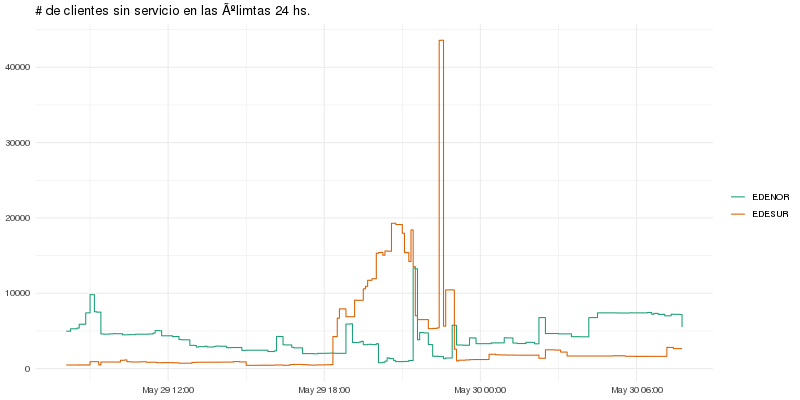 # de clientes sin servicio en las Ãºlimtas 24 hs.
40000
30000
20000
10000
0
May 29 12:00
May 29 18:00
May 30 00:00
May 30 06:00
EDENOR
EDESUR